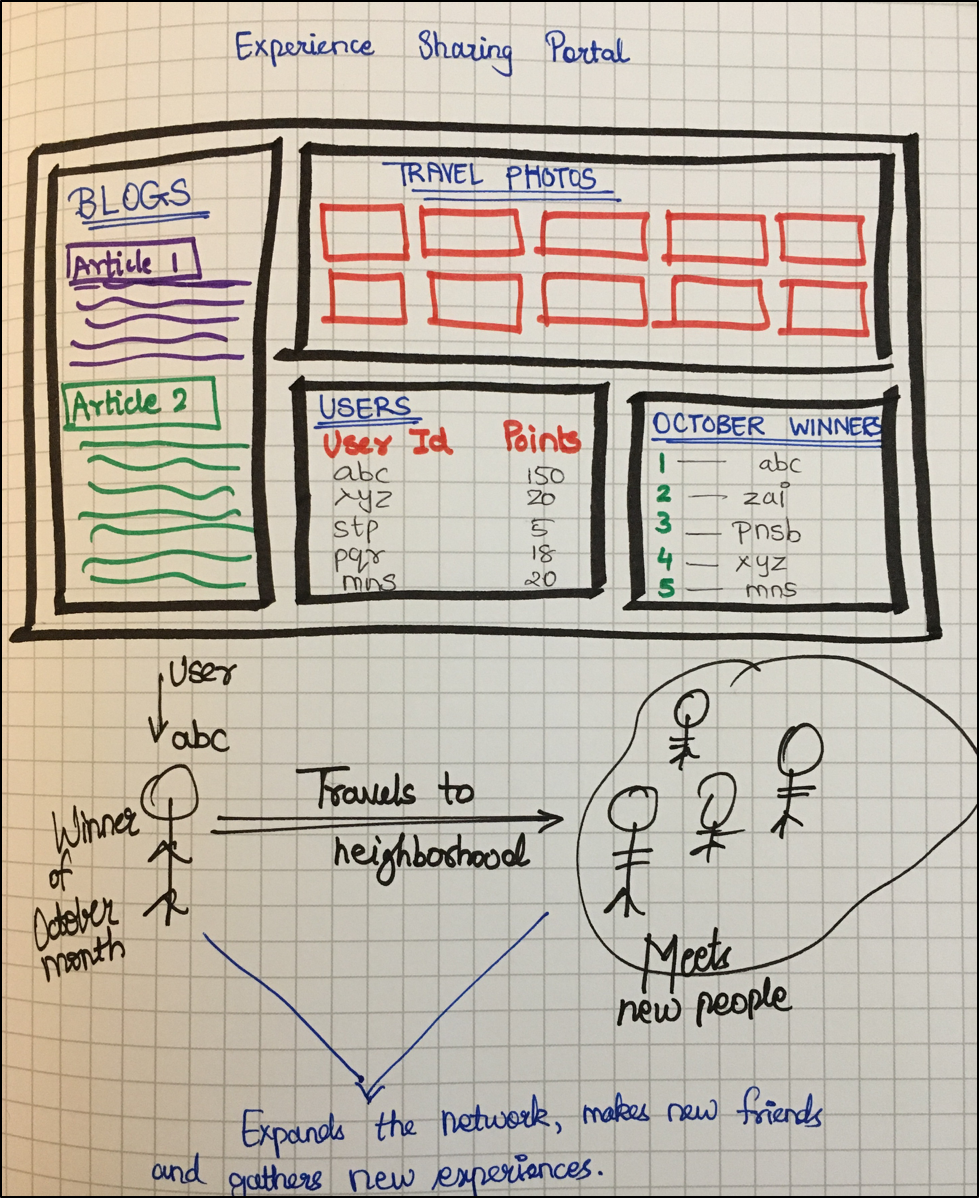 Experience Sharing Portal
BLOGS
Article 1
Article 2
TRAVEL PHOTOS
USERS
User Id Points
abc 150
xyz 20
stp 5
pqr 18
mns 20
OCTOBER WINNERS
1 — abc
2 — zai
3 — pnsb
4 — xyz
5 — mns
User
abc
Winner
of
October
month
Travels to
neighborhood
Meets
new people
Expands the network, makes new friends
and gathers new experiences.